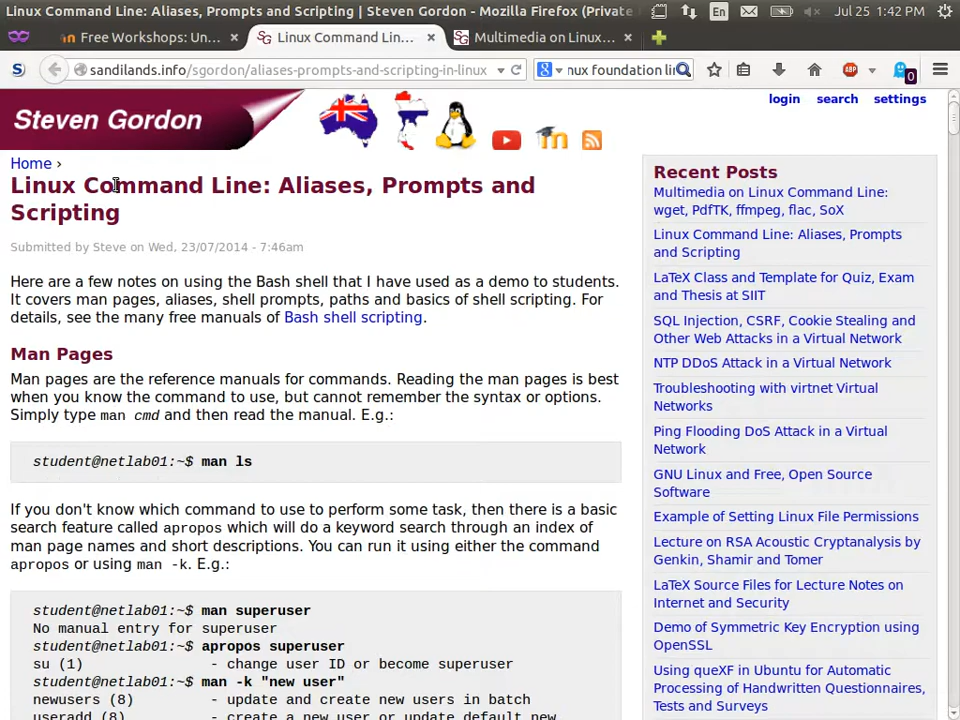 Linux Command Line: Aliases, Prompts and Scripting | Steven Gordon - Mozilla Firefox (Private
En
Jul 25 1:42 PM
Free Workshops: Un... ×
Linux Command Lin... ×
Multimedia on Linux... ×
sandilands.info/sgordon/aliases-prompts-and-scripting-in-linux
nux foundation li
ABP
0
Steven Gordon
in
login
search
settings
Home ›
Linux Command Line: Aliases, Prompts and
Scripting
Submitted by Steve on Wed, 23/07/2014 - 7:46am
Here are a few notes on using the Bash shell that I have used as a demo to students.
It covers man pages, aliases, shell prompts, paths and basics of shell scripting. For
details, see the many free manuals of Bash shell scripting.
Man Pages
Man pages are the reference manuals for commands. Reading the man pages is best
when you know the command to use, but cannot remember the syntax or options.
Simply type man cmd and then read the manual. E.g.:
student@netlab01:~$ man ls
If you don't know which command to use to perform some task, then there is a basic
search feature called apropos which will do a keyword search through an index of
man page names and short descriptions. You can run it using either the command
apropos or using man -k. E.g.:
student@netlab01:~$ man superuser
No manual entry for superuser
student@netlab01:~$ apropos superuser
su (1) - change user ID or become superuser
student@netlab01:~$ man -k "new user"
newusers (8) - update and create new users in batch
useradd (8) - create a new user or update default new
Recent Posts
Multimedia on Linux Command Line:
wget, PdfTK, ffmpeg, flac, SoX
Linux Command Line: Aliases, Prompts
and Scripting
LaTeX Class and Template for Quiz, Exam
and Thesis at SIIT
SQL Injection, CSRF, Cookie Stealing and
Other Web Attacks in a Virtual Network
NTP DDoS Attack in a Virtual Network
Troubleshooting with virtnet Virtual
Networks
Ping Flooding DoS Attack in a Virtual
Network
GNU Linux and Free, Open Source
Software
Example of Setting Linux File Permissions
Lecture on RSA Acoustic Cryptanalysis by
Genkin, Shamir and Tomer
LaTeX Source Files for Lecture Notes on
Internet and Security
Demo of Symmetric Key Encryption using
OpenSSL
Using queXF in Ubuntu for Automatic
Processing of Handwritten Questionnaires,
Tests and Surveys